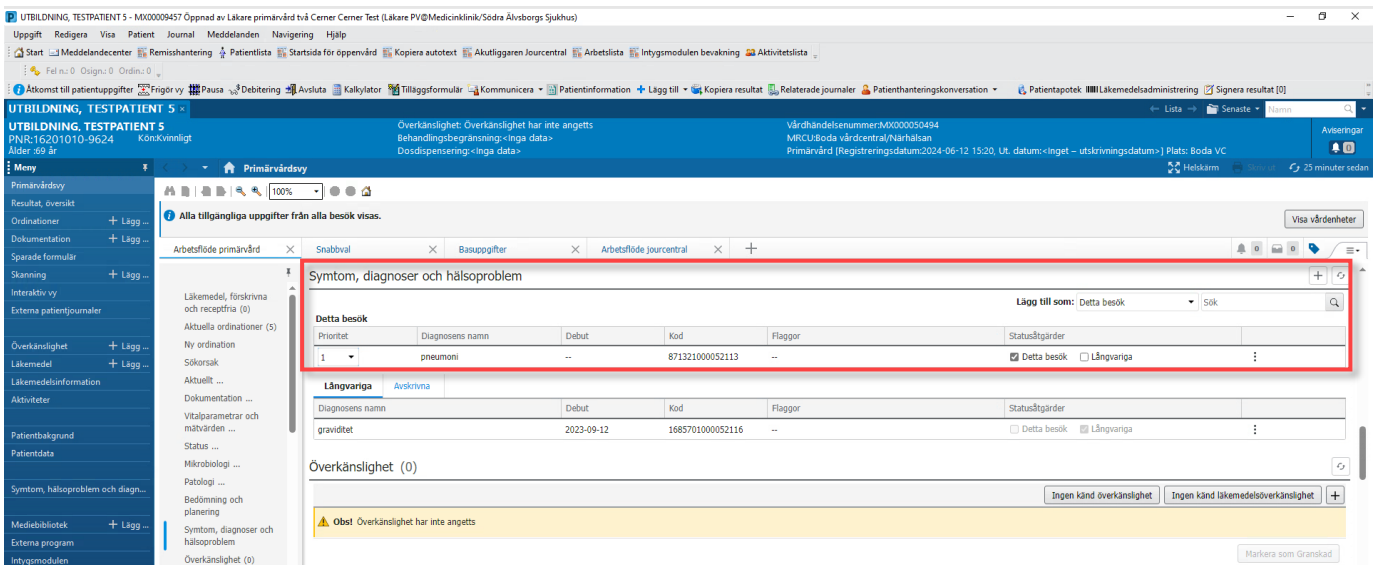 UTBILDNING, TESTPATIENT 5 - MX00009457 Öppnad av Läkare primärvård två Cerner Cerner Test (Läkare PV@Medicinklinik/Södra Älvsborgs Sjukhus)
Uppgift Redigera Visa Patient Journal Meddelanden Navigering Hjälp
Start Meddelandecenter Remisshantering Patientlista Startsida för öppenvård Kopiera autotext Akutliggaren Jourcentral Arbetslista Intygsmodulen bevakning Aktivitetslista
Fel n.: 0 Osign.: 0 Ordin.: 0
Åtkomst till patientuppgifter Frigör vy Pausa Debitering Avsluta Kalkylator Tilläggsformulär Kommunicera Patientinformation Lägg till Kopiera resultat Relaterade journaler Patienthanteringskonversation Patientapotek Läkemedelsadministrering Signera resultat [0]
UTBILDNING, TESTPATIENT 5 Lista Senaste Namn
UTBILDNING, TESTPATIENT 5 Överkänslighet: Överkänslighet har inte angetts Vårdhändelsenummer:MX000050494
PNR:16201010-9624 Kön:Kvinnligt Behandlingsbegränsning:<Inga data> MRCU:Boda vårdcentral/Närhälsan Aviseringar
Ålder :69 år Dosdispensering:<Inga data> Primärvård [Registreringsdatum:2024-06-12 15:20, Ut. datum:<Inget – utskrivningsdatum>] Plats: Boda VC 0
Meny Primärvårdsvy Helskärm Skriv ut 25 minuter sedan
Primärvårdsvy
100%
Resultat, översikt
Alla tillgängliga uppgifter från alla besök visas. Visa vårdenheter
Ordinationer Lägg ...
Dokumentation Lägg ...
Arbetsflöde primärvård Snabbval Basuppgifter Arbetsflöde jourcentral 0 0
Sparade formulär
Skanning Lägg ...
Interaktiv vy
Externa patientjournaler
Överkänslighet Lägg ...
Läkemedel Lägg ...
Läkemedelsinformation
Aktiviteter
Patientbakgrund
Patientdata
Symtom, hälsoproblem och diagn...
Mediebibliotek Lägg ...
Externa program
Intygsmodulen
Läkemedel, förskrivna
och receptfria (0)
Aktuella ordinationer (5)
Ny ordination
Sökorsak
Aktuellt ...
Dokumentation ...
Vitalparametrar och
mätvärden ...
Status ...
Mikrobiologi ...
Patologi ...
Bedömning och
planering
Symtom, diagnoser och
hälsoproblem
Överkänslighet (0)
Symtom, diagnoser och hälsoproblem
Lägg till som: Detta besök Sök
Detta besök
Prioritet Diagnosens namn Debut Kod Flaggor Statusåtgärder
1 pneumoni -- 871321000052113 -- Detta besök Långvariga
Långvariga Avskrivna
Diagnosens namn Debut Kod Flaggor Statusåtgärder
graviditet 2023-09-12 1685701000052116 -- Detta besök Långvariga
Överkänslighet (0)
Ingen känd överkänslighet Ingen känd läkemedelsöverkänslighet
Obs! Överkänslighet har inte angetts
Markera som Granskad